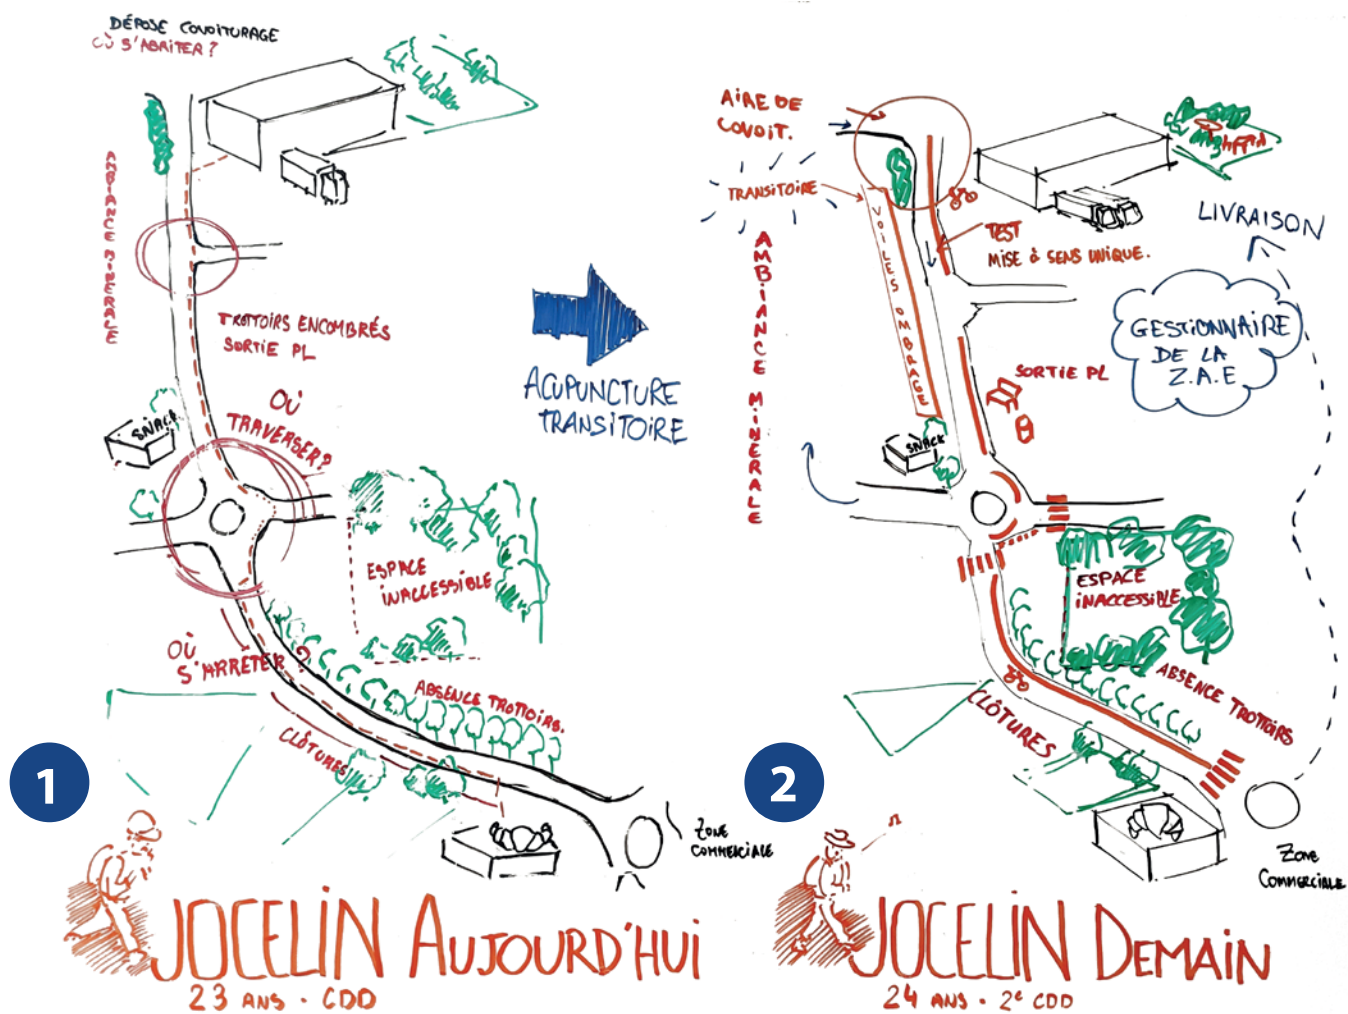 DÉPOSE COVOITURAGE
OÙ S'ABRITER ?
AMBIANCE MINERALE
TROTTOIRS ENCOMBRÉS
SORTIE PL
OÙ
TRAVERSER ?
SNACK
ESPACE
INACCESSIBLE
OÙ
S'ARRÊTER ?
ABSENCE TROTTOIRS.
CLÔTURES
ZONE
COMMERCIALE
1
JOCELIN AUJOURD'HUI
23 ANS - CDD
ACUPUNCTURE
TRANSITOIRE
AIRE DE
COVOIT.
TRANSITOIRE
VOILES OMBRAGE
AMBIANCE MINERALE
TEST
MISE à SENS UNIQUE.
LIVRAISON
GESTIONNAIRE
DE LA
Z.A.E
SORTIE PL
SNACK
ESPACE
INACCESSIBLE
ABSENCE TROTTOIRS
CLÔTURES
ZONE
COMMERCIALE
2
JOCELIN DEMAIN
24 ANS - 2e CDD